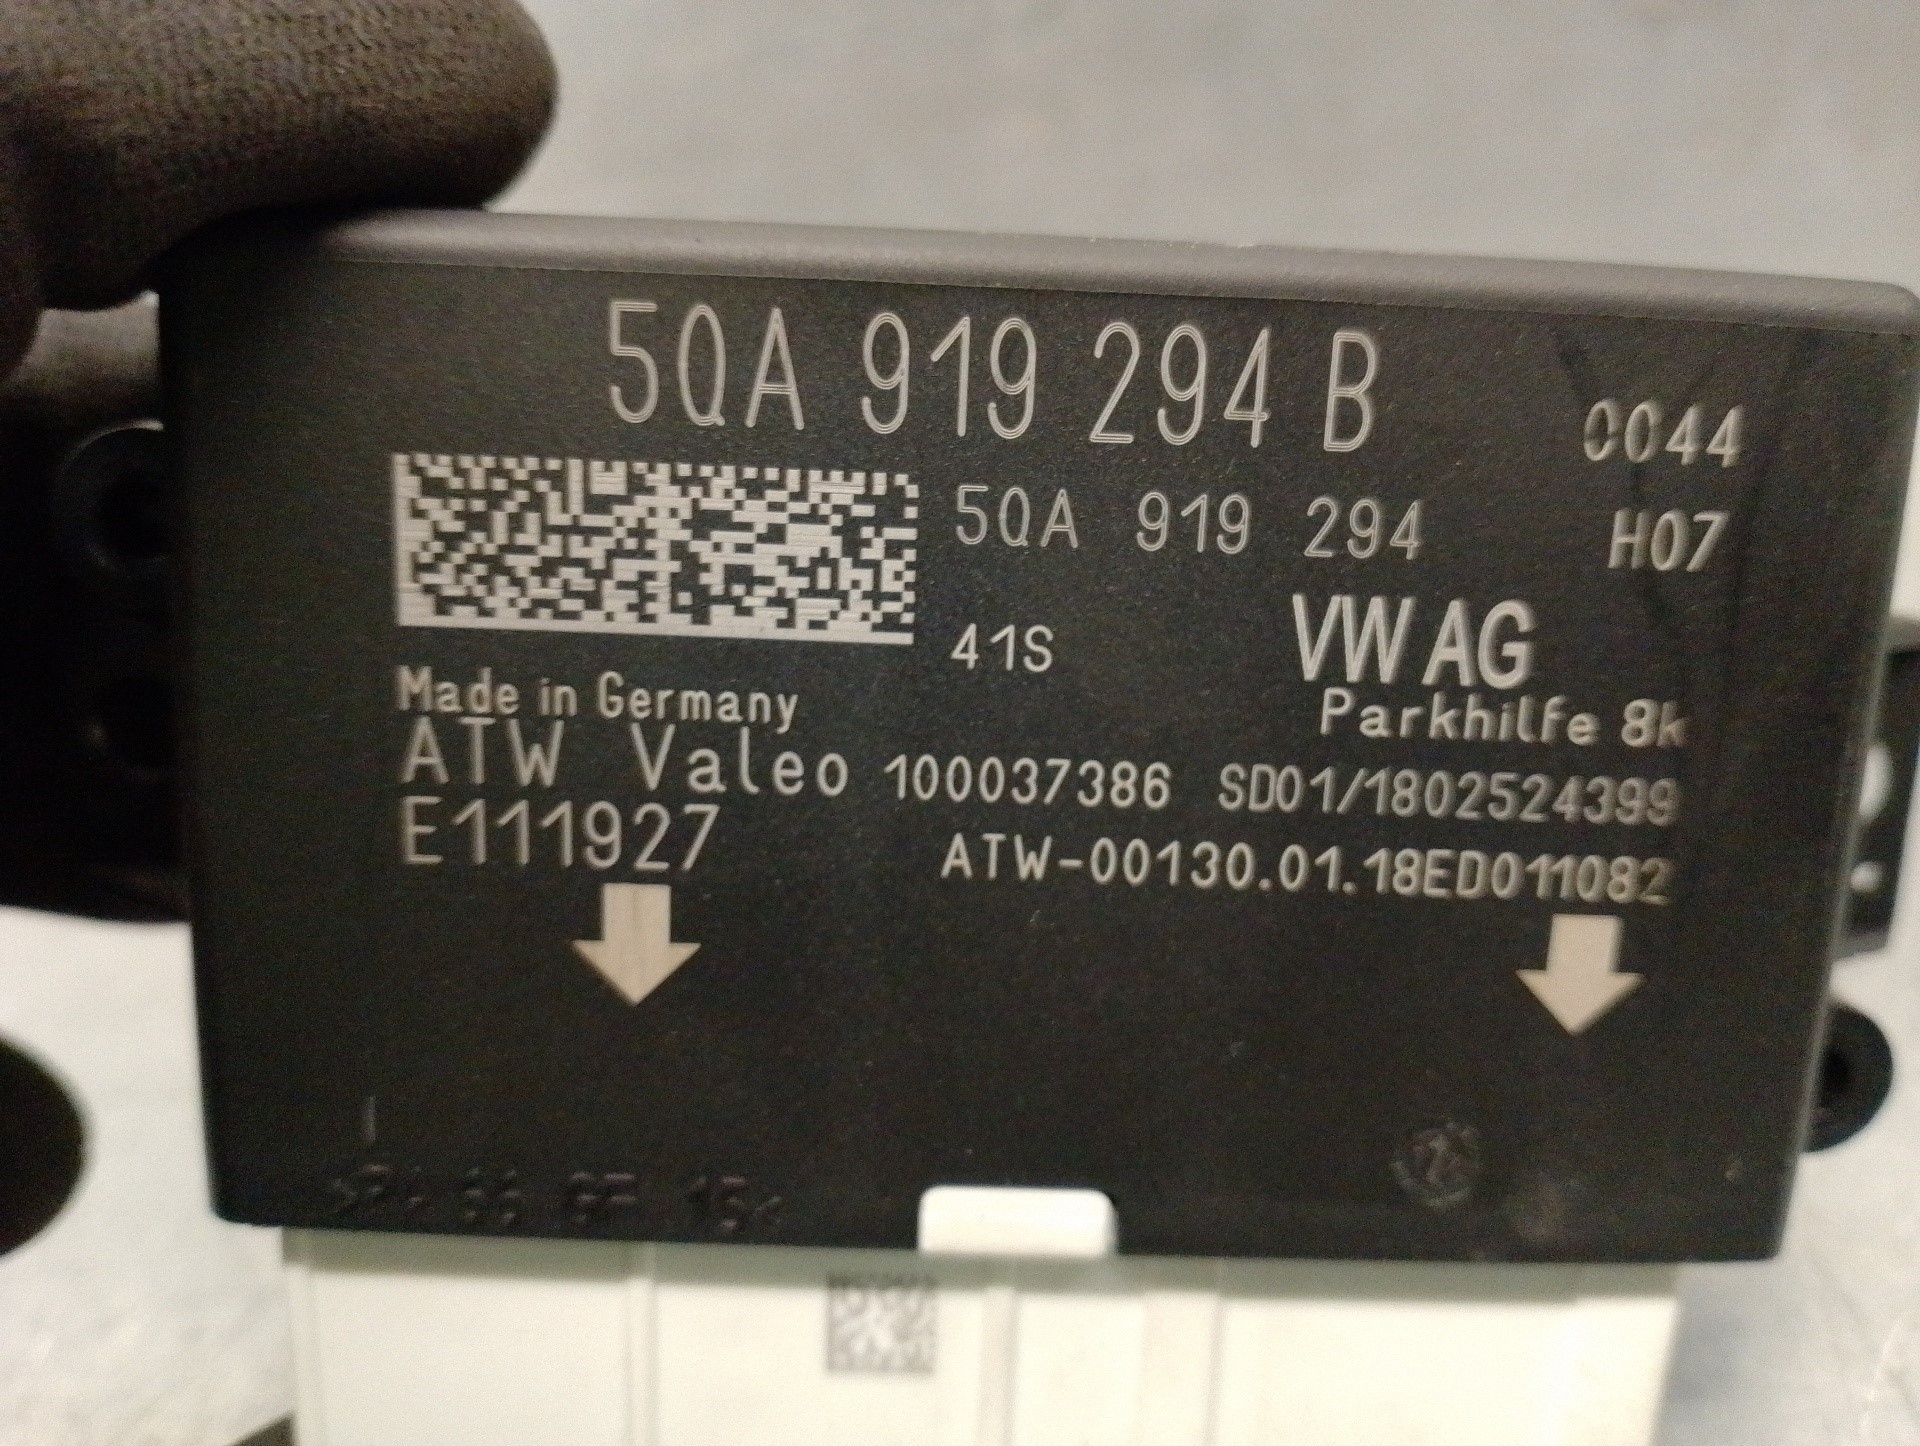 5QA 919 294 B
0044
5QA 919 294
H07
41S
VW AG
Parkhilfe 8k
Made in Germany
ATW Valeo 100037386 SD01/1802524399
E111927
ATW-00130.01.18ED011082